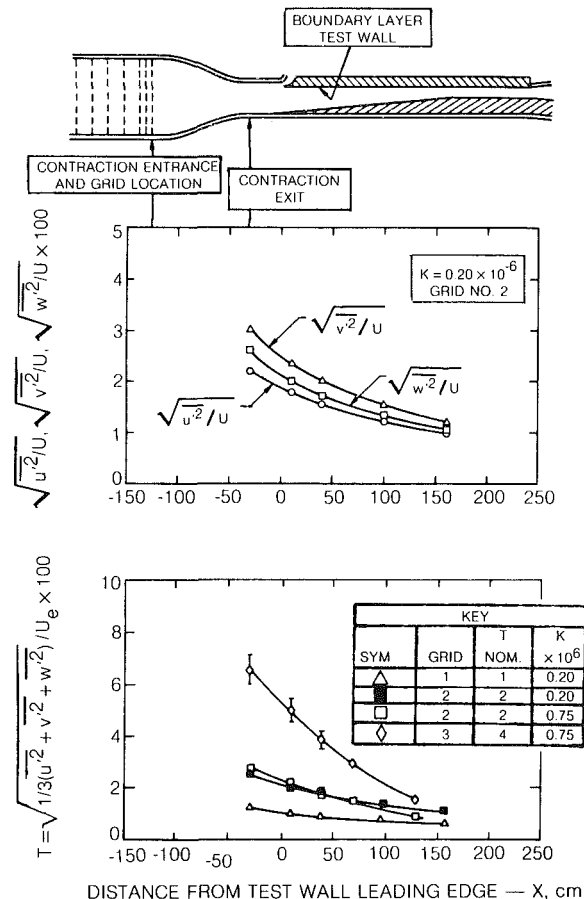 BOUNDARY LAYER
TEST WALL
CONTRACTION ENTRANCE
AND GRID LOCATION
CONTRACTION
EXIT
√u'²/U, √v'²/U, √w'²/U × 100
5
4
3
2
1
0
K = 0.20 × 10⁻⁶
GRID NO. 2
√v'²/U
√w'²/U
√u'²/U
-150 -100 -50 0 50 100 150 200 250
T = √1/3(u'² + v'² + w'²)/Uₑ × 100
10
8
6
4
2
0
KEY
SYM GRID T NOM. K × 10⁶
△ 1 1 0.20
■ 2 2 0.20
□ 2 2 0.75
◇ 3 4 0.75
-150 -100 -50 0 50 100 150 200 250
DISTANCE FROM TEST WALL LEADING EDGE — X, cm